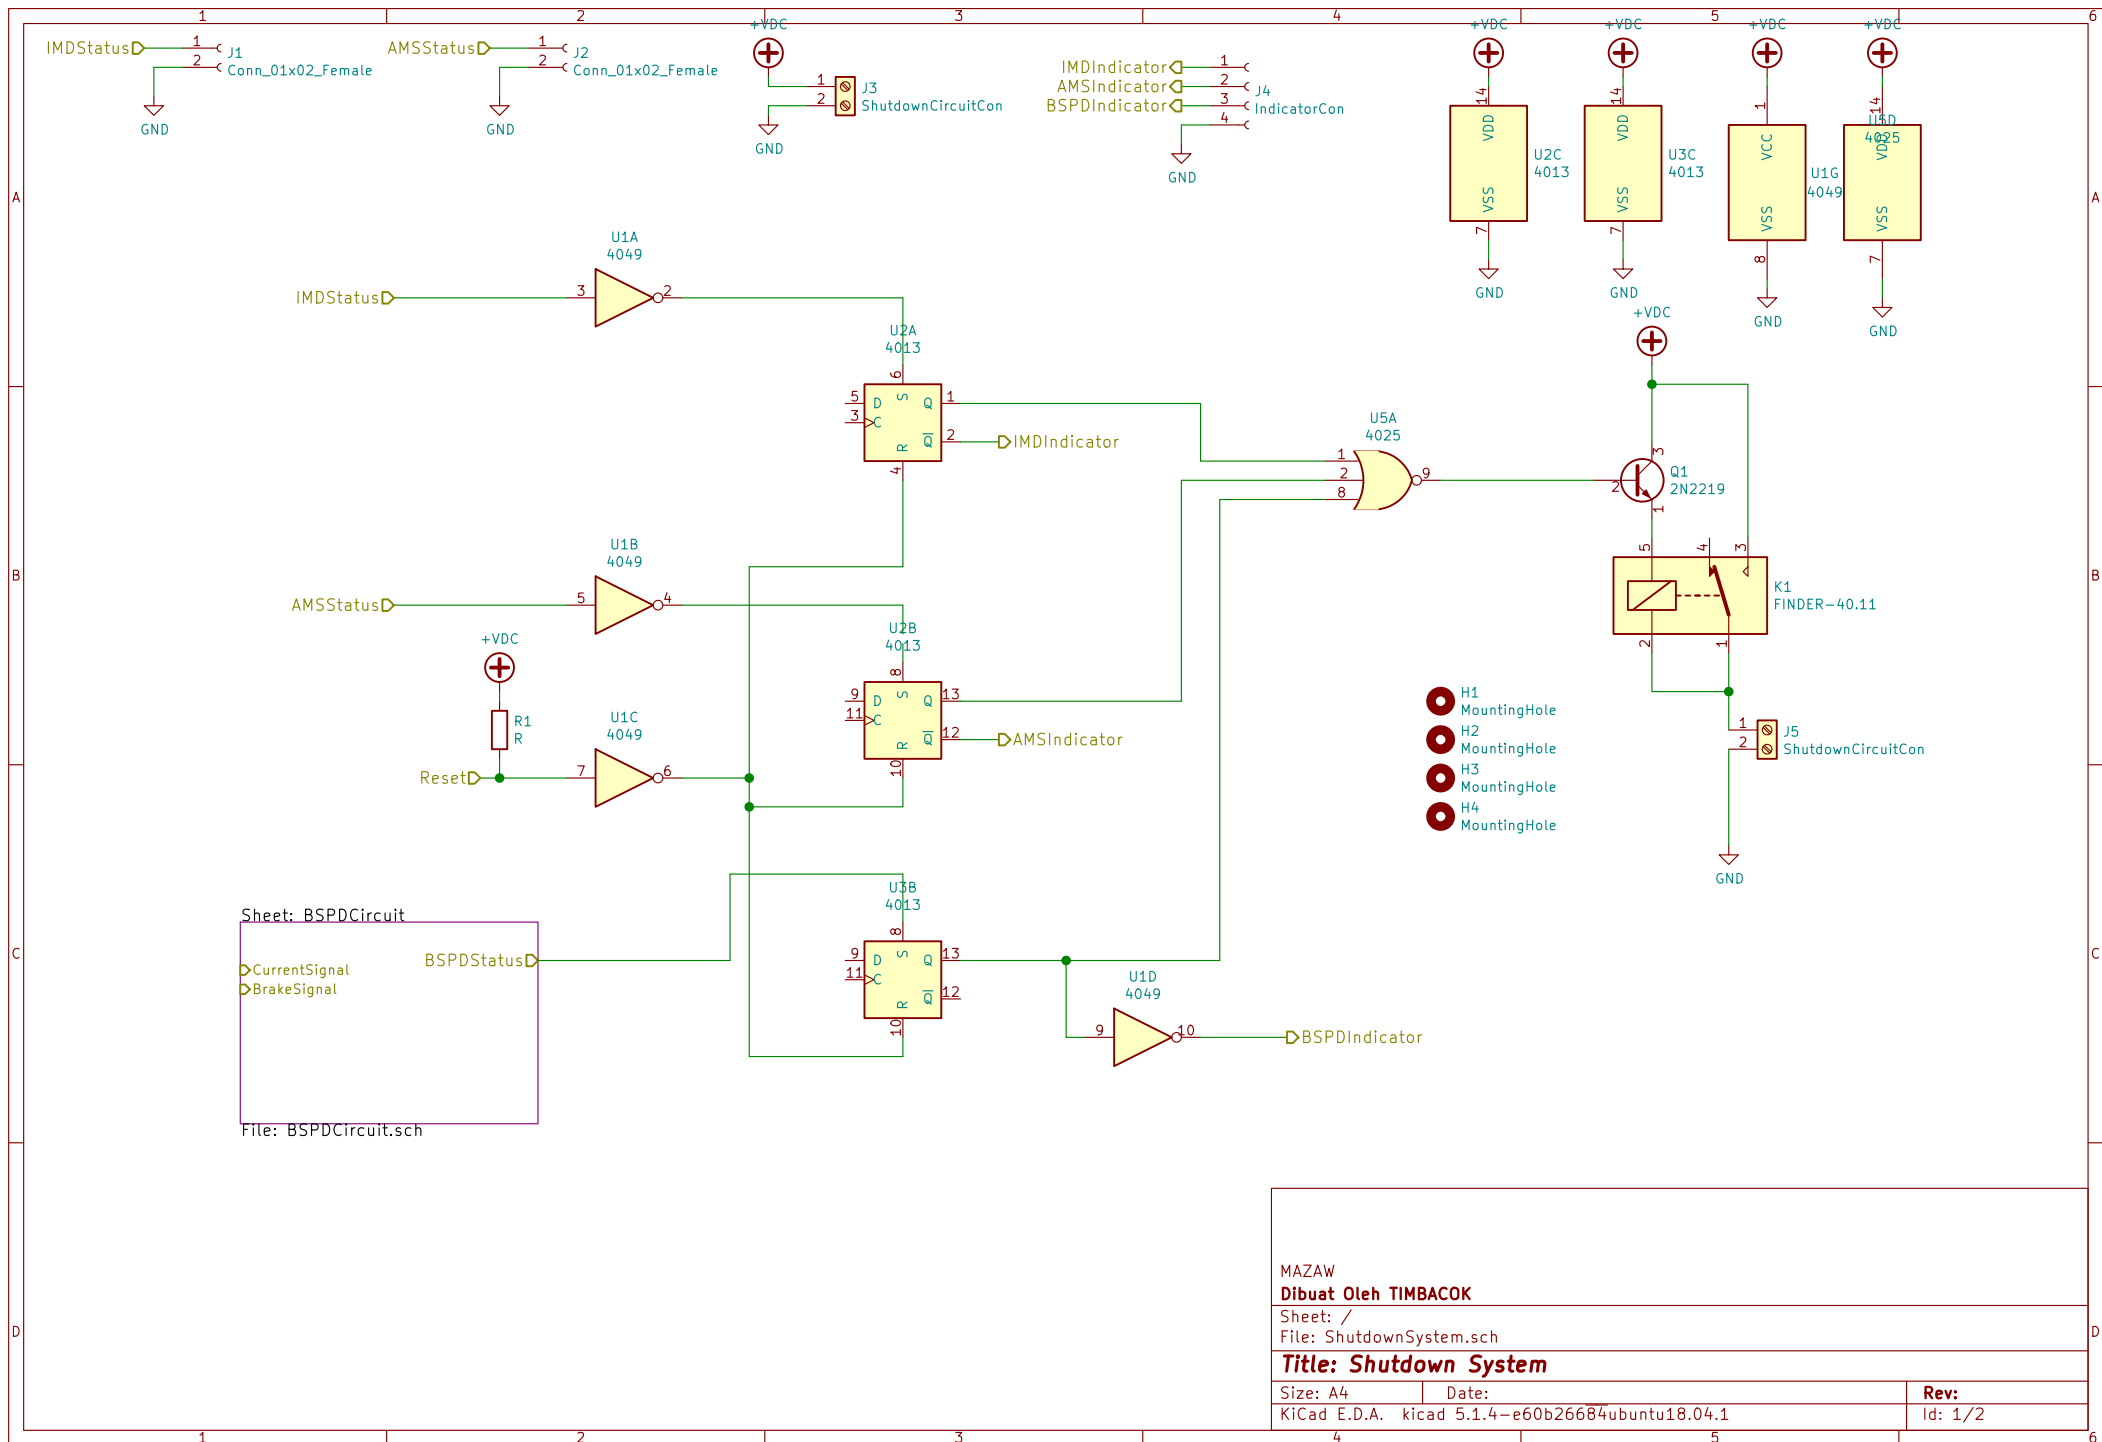 1 2 3 4 5 6
IMDStatus
1
2
J1
Conn_01x02_Female
GND
AMSStatus
1
2
J2
Conn_01x02_Female
GND
+VDC
1
2
J3
ShutdownCircuitCon
GND
IMDIndicator
AMSIndicator
BSPDIndicator
1
2
3
4
J4
IndicatorCon
GND
+VDC
14
VDD
VSS
7
U2C
4013
GND
+VDC
14
VDD
VSS
7
U3C
4013
GND
+VDC
1
VCC
VSS
8
U1G
4049
GND
+VDC
14
U5D
4025
VDD
VSS
7
GND
A
A
U1A
4049
IMDStatus
3
2
U2A
4013
6
5
D
S
Q
1
3
C
R
Q
2
4
IMDIndicator
U5A
4025
1
2
8
9
+VDC
3
2
1
Q1
2N2219
5
4
3
K1
FINDER-40.11
2
1
B
B
U1B
4049
AMSStatus
5
4
U2B
4013
8
9
D
S
Q
13
11
C
R
Q
12
10
AMSIndicator
+VDC
R1
R
Reset
U1C
4049
7
6
H1
MountingHole
H2
MountingHole
H3
MountingHole
H4
MountingHole
1
2
J5
ShutdownCircuitCon
GND
U3B
4013
8
9
D
S
Q
13
11
C
R
Q
12
10
C
C
Sheet: BSPDCircuit
BSPDStatus
CurrentSignal
BrakeSignal
File: BSPDCircuit.sch
U1D
4049
9
10
BSPDIndicator
D
D
MAZAW
Dibuat Oleh TIMBACOK
Sheet: /
File: ShutdownSystem.sch
Title: Shutdown System
Size: A4
Date:
Rev:
KiCad E.D.A. kicad 5.1.4-e60b26684ubuntu18.04.1
Id: 1/2
1 2 3 4 5 6